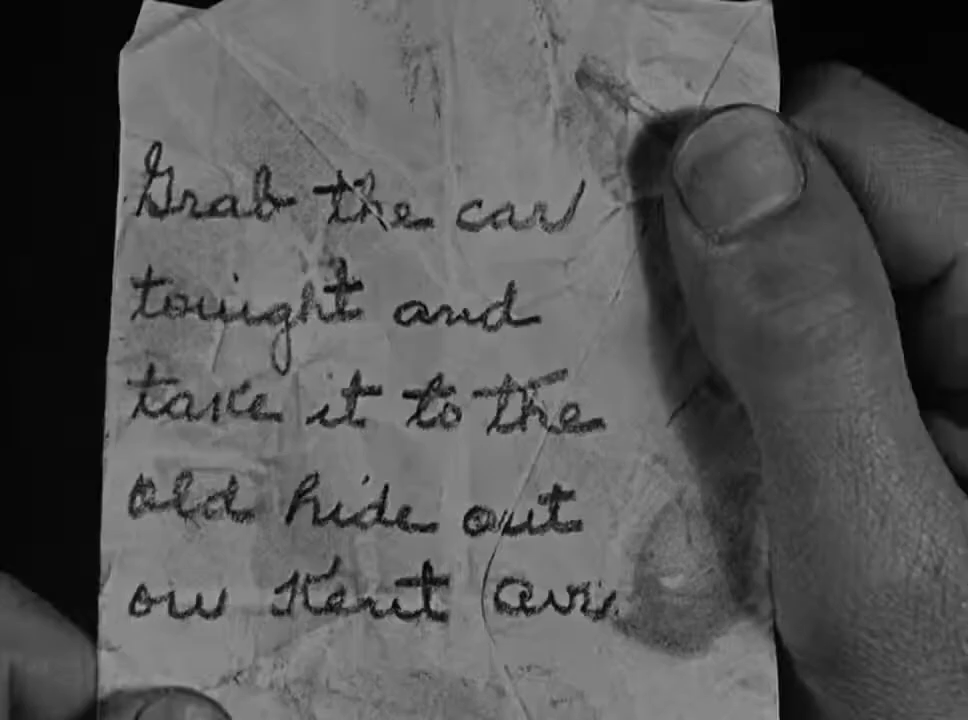 Grab the car
tonight and
take it to the
old hide out
on Kent Ave.